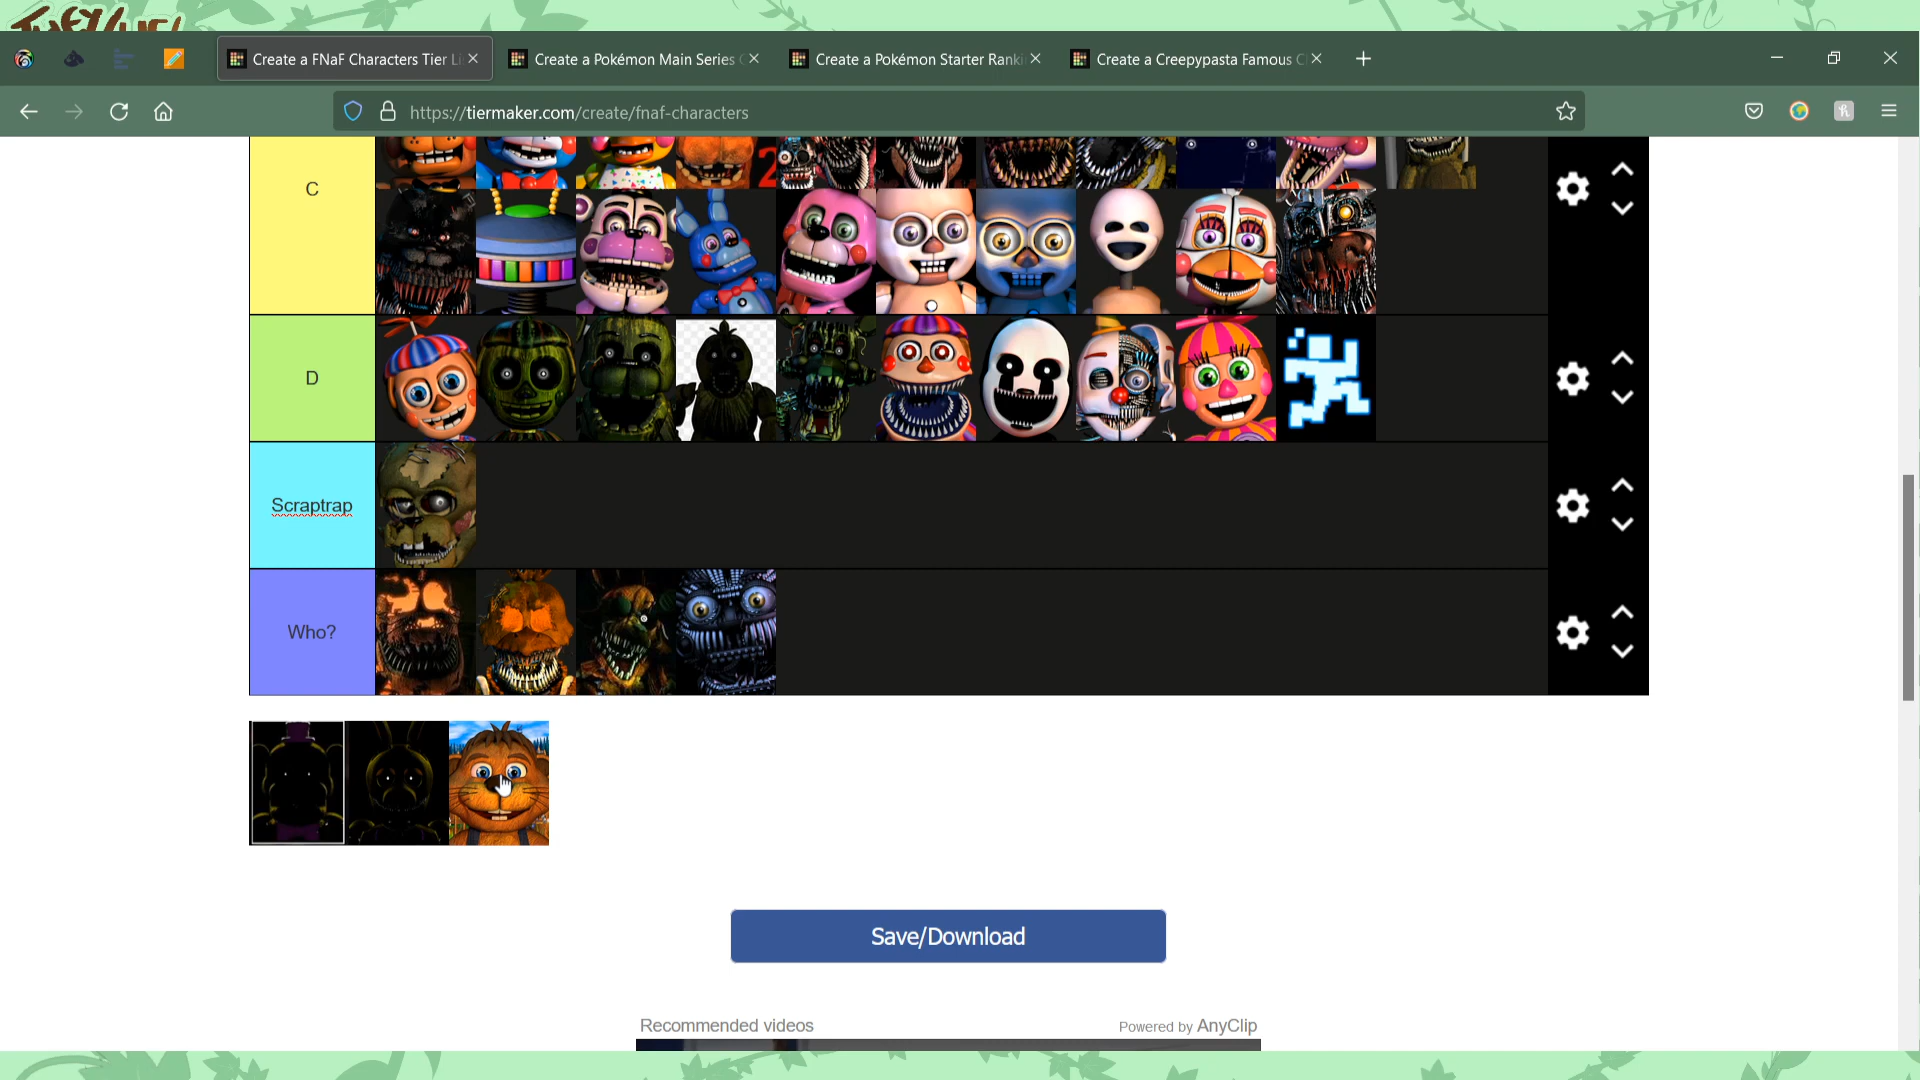 Create a FNaF Characters Tier Li
Create a Pokémon Main Series
Create a Pokémon Starter Ranki
Create a Creepypasta Famous C
https://tiermaker.com/create/fnaf-characters
C
2
D
Scraptrap
Who?
Save/Download
Recommended videos
Powered by AnyClip